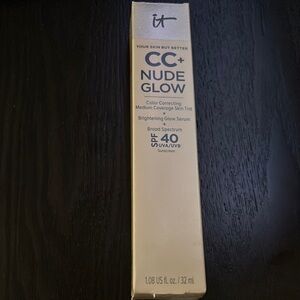 it
YOUR SKIN BUT BETTER
CC+
NUDE
GLOW
Color Correcting
Medium Coverage Skin Tint
+
Brightening Glow Serum
+
Broad Spectrum
SPF 40
UVA/UVB
Sunscreen
1.08 US fl. oz. / 32 ml